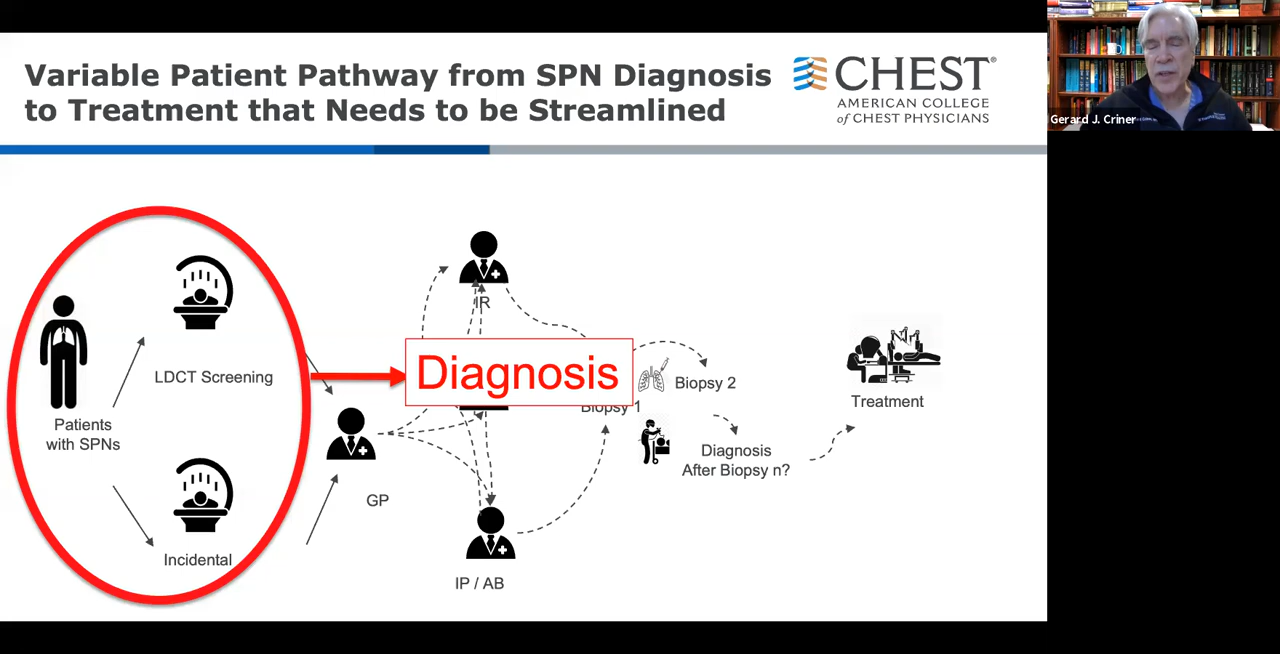 Variable Patient Pathway from SPN Diagnosis
to Treatment that Needs to be Streamlined
CHEST®
AMERICAN COLLEGE
of CHEST PHYSICIANS
Gerard J. Criner
IR
Diagnosis
LDCT Screening
Biopsy 2
Biopsy 1
Treatment
Patients
with SPNs
Diagnosis
After Biopsy n?
GP
Incidental
IP / AB